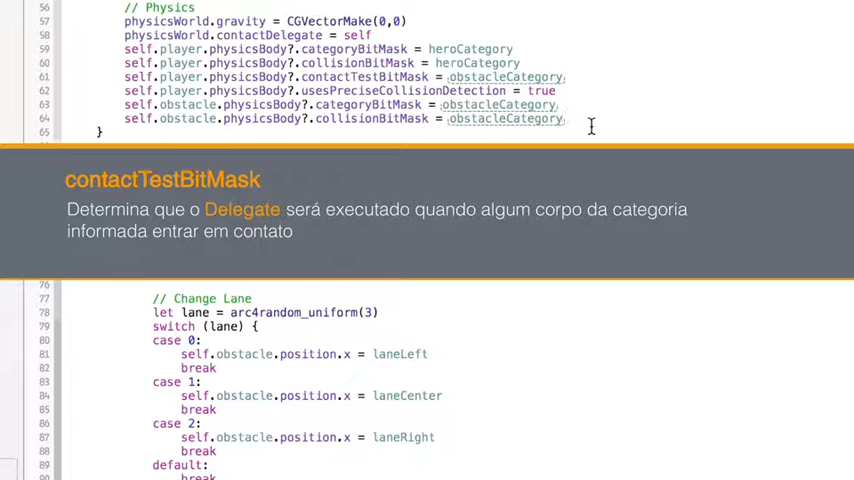 56 // Physics
57 physicsWorld.gravity = CGVectorMake(0,0)
58 physicsWorld.contactDelegate = self
59 self.player.physicsBody?.categoryBitMask = heroCategory
60 self.player.physicsBody?.collisionBitMask = heroCategory
61 self.player.physicsBody?.contactTestBitMask = obstacleCategory
62 self.player.physicsBody?.usesPreciseCollisionDetection = true
63 self.obstacle.physicsBody?.categoryBitMask = obstacleCategory
64 self.obstacle.physicsBody?.collisionBitMask = obstacleCategory
65 }
contactTestBitMask
Determina que o Delegate será executado quando algum corpo da categoria
informada entrar em contato
76
77 // Change Lane
78 let lane = arc4random_uniform(3)
79 switch (lane) {
80 case 0:
81 self.obstacle.position.x = laneLeft
82 break
83 case 1:
84 self.obstacle.position.x = laneCenter
85 break
86 case 2:
87 self.obstacle.position.x = laneRight
88 break
89 default:
90 break